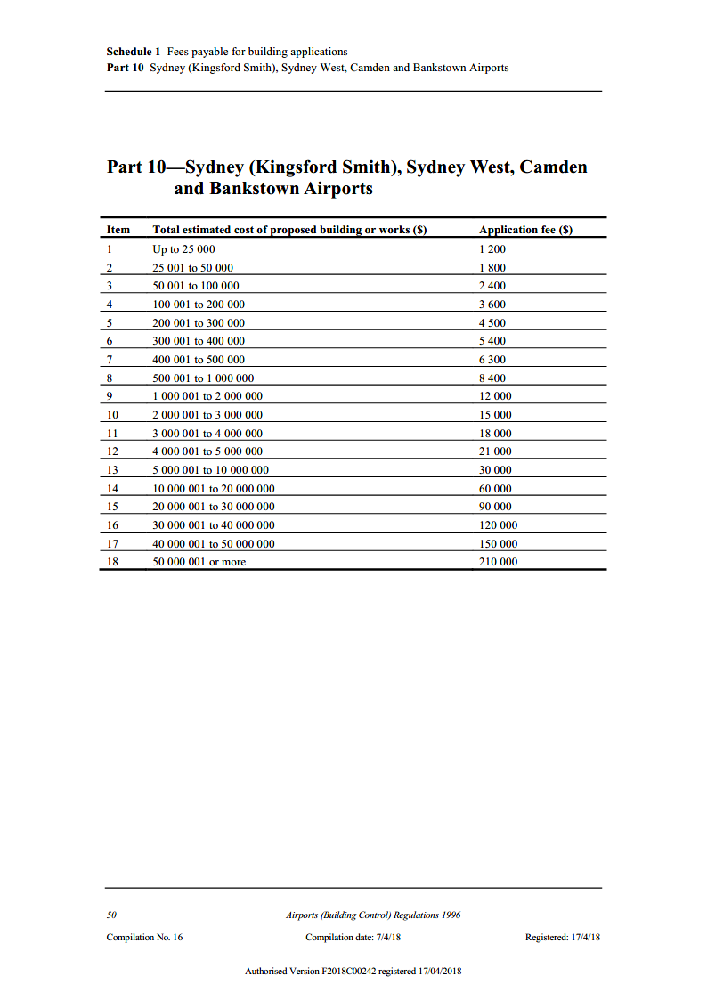 Schedule 1 Fees payable for building applications
Part 10 Sydney (Kingsford Smith), Sydney West, Camden and Bankstown Airports
Part 10—Sydney (Kingsford Smith), Sydney West, Camden
and Bankstown Airports
Item Total estimated cost of proposed building or works ($) Application fee ($)
1 Up to 25 000 1 200
2 25 001 to 50 000 1 800
3 50 001 to 100 000 2 400
4 100 001 to 200 000 3 600
5 200 001 to 300 000 4 500
6 300 001 to 400 000 5 400
7 400 001 to 500 000 6 300
8 500 001 to 1 000 000 8 400
9 1 000 001 to 2 000 000 12 000
10 2 000 001 to 3 000 000 15 000
11 3 000 001 to 4 000 000 18 000
12 4 000 001 to 5 000 000 21 000
13 5 000 001 to 10 000 000 30 000
14 10 000 001 to 20 000 000 60 000
15 20 000 001 to 30 000 000 90 000
16 30 000 001 to 40 000 000 120 000
17 40 000 001 to 50 000 000 150 000
18 50 000 001 or more 210 000
50 Airports (Building Control) Regulations 1996
Compilation No. 16 Compilation date: 7/4/18 Registered: 17/4/18
Authorised Version F2018C00242 registered 17/04/2018